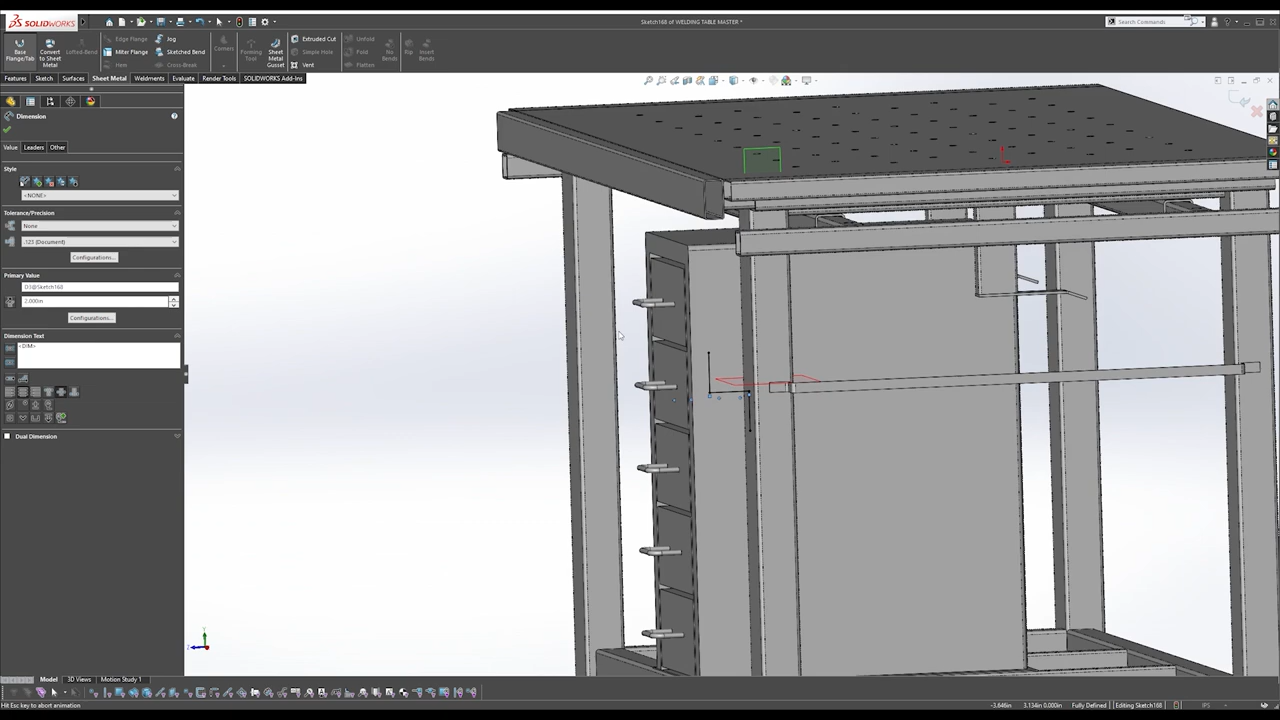 SOLIDWORKS
Sketch168 of WELDING TABLE MASTER *
Search Commands
Base Flange/Tab
Convert to Sheet Metal
Lofted-Bend
Edge Flange
Miter Flange
Hem
Jog
Sketched Bend
Cross-Break
Corners
Forming Tool
Sheet Metal Gusset
Extruded Cut
Simple Hole
Vent
Unfold
Fold
Flatten
No Bends
Rip
Insert Bends
Features
Sketch
Surfaces
Sheet Metal
Weldments
Evaluate
Render Tools
SOLIDWORKS Add-Ins
Dimension
Value
Leaders
Other
Style
<NONE>
Tolerance/Precision
None
.123 (Document)
Configurations...
Primary Value
D3@Sketch168
2.000in
Configurations...
Dimension Text
<DIM>
Dual Dimension
Model
3D Views
Motion Study 1
Hit Esc key to abort animation
-3.646in
3.134in 0.000in
Fully Defined
Editing Sketch168
IPS